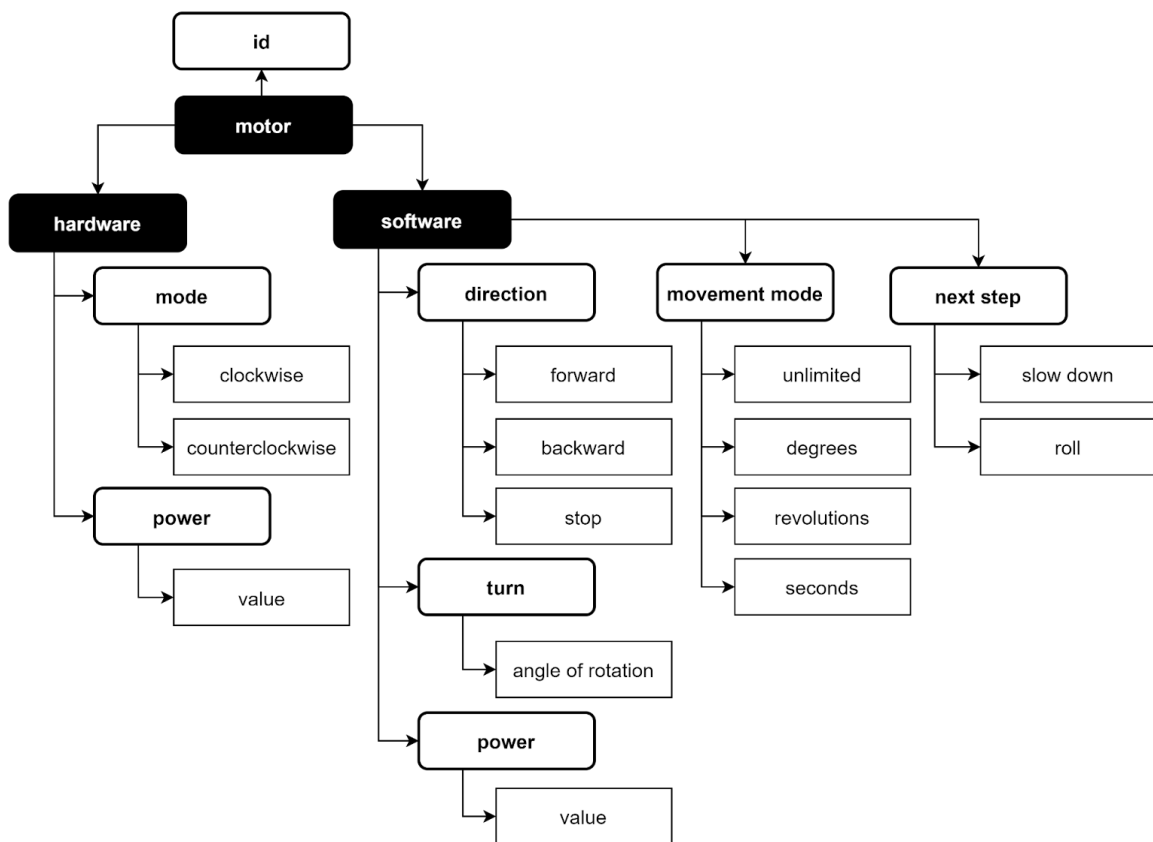 id
motor
hardware
software
mode
direction
movement mode
next step
clockwise
forward
unlimited
slow down
counterclockwise
backward
degrees
roll
power
stop
revolutions
value
turn
seconds
angle of rotation
power
value